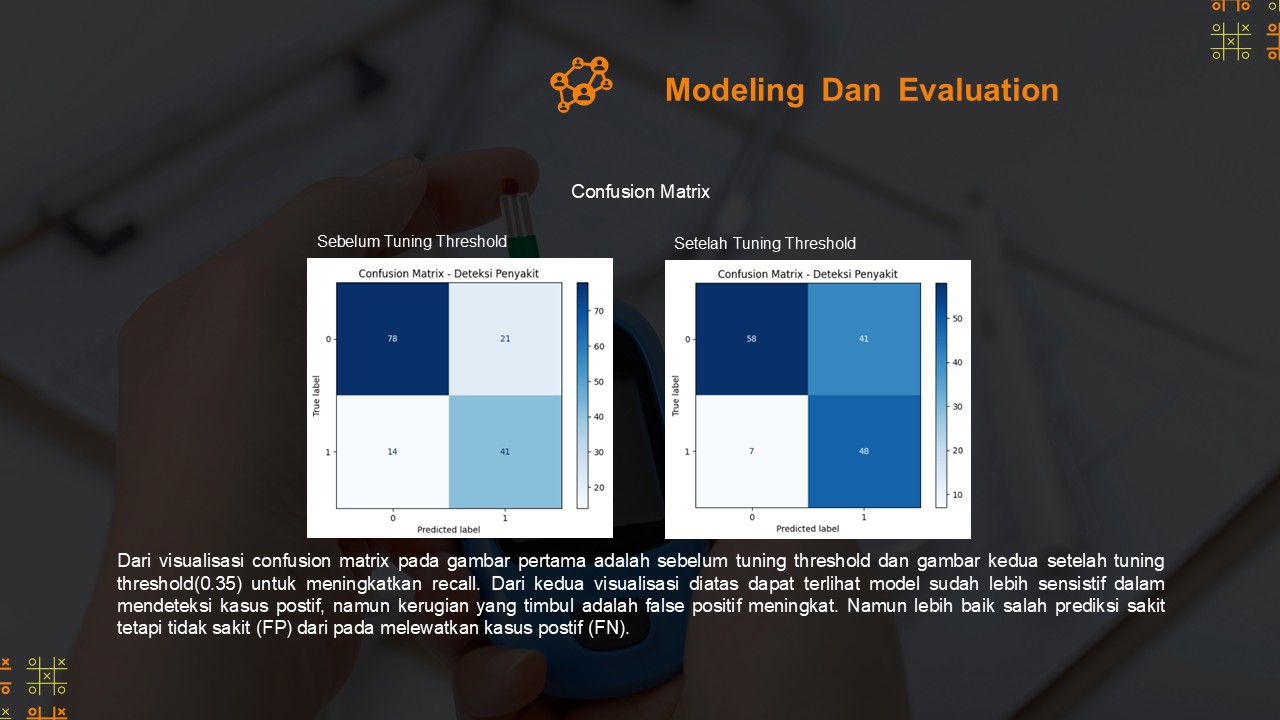 Modeling Dan Evaluation
Confusion Matrix
Sebelum Tuning Threshold
Setelah Tuning Threshold
Confusion Matrix - Deteksi Penyakit
True label
0
78
21
1
14
41
0
1
Predicted label
70
60
50
40
30
20
Confusion Matrix - Deteksi Penyakit
True label
0
58
41
1
7
48
0
1
Predicted label
50
40
30
20
10
Dari visualisasi confusion matrix pada gambar pertama adalah sebelum tuning threshold dan gambar kedua setelah tuning
threshold(0.35) untuk meningkatkan recall. Dari kedua visualisasi diatas dapat terlihat model sudah lebih sensistif dalam
mendeteksi kasus postif, namun kerugian yang timbul adalah false positif meningkat. Namun lebih baik salah prediksi sakit
tetapi tidak sakit (FP) dari pada melewatkan kasus postif (FN).